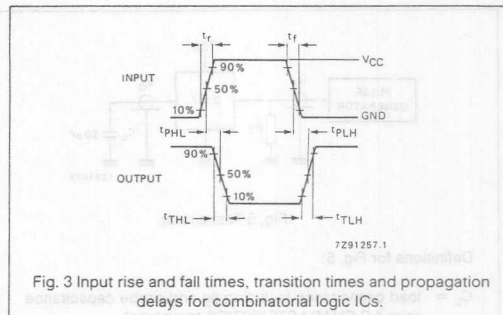 tr tf
VCC
90%
INPUT
50%
10%
GND
tPHL tPLH
90%
OUTPUT
50%
10%
tTHL tTLH
7Z91257.1
Fig. 3 Input rise and fall times, transition times and propagation
delays for combinatorial logic ICs.